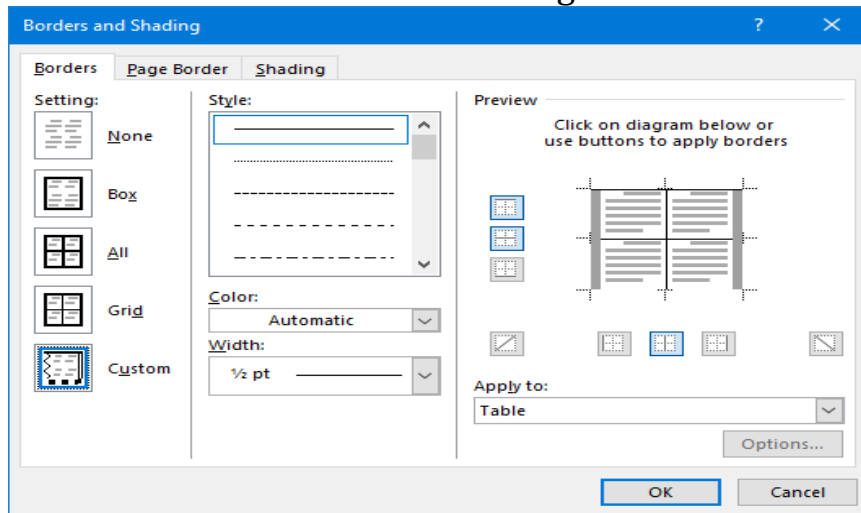 Borders and Shading
? ×
Borders Page Border Shading
Setting:
None
Box
All
Grid
Custom
Style:
Color:
Automatic
Width:
½ pt
Preview
Click on diagram below or
use buttons to apply borders
Apply to:
Table
Options...
OK Cancel